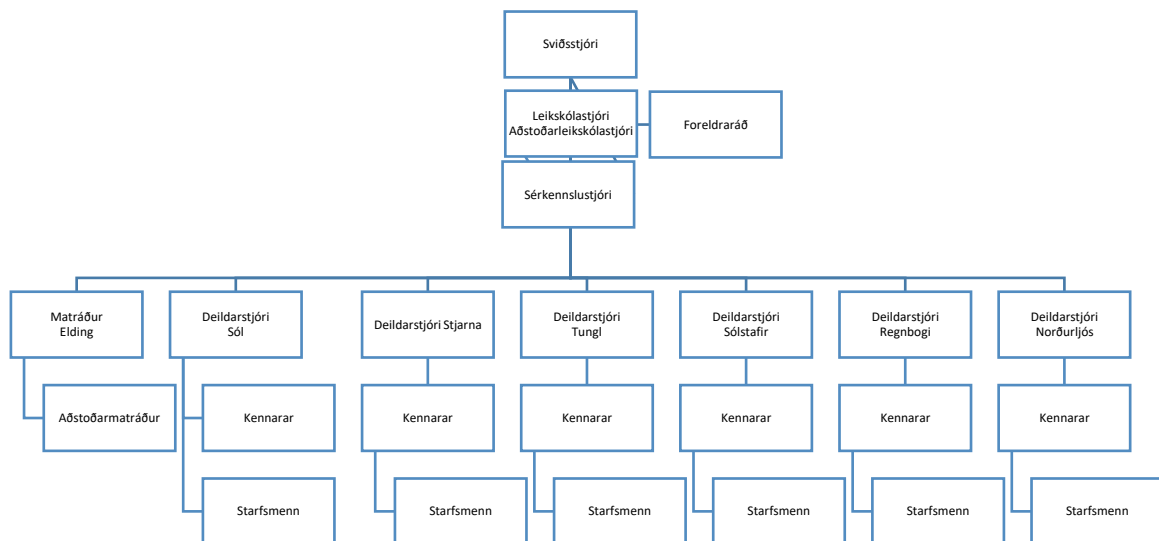 Sviðsstjóri
Leikskólastjóri
Aðstoðarleikskólastjóri
Foreldraráð
Sérkennslustjóri
Matráður
Elding
Deildarstjóri
Sól
Deildarstjóri Stjarna
Deildarstjóri
Tungl
Deildarstjóri
Sólstafir
Deildarstjóri
Regnbogi
Deildarstjóri
Norðurljós
Aðstoðarmatráður
Kennarar
Kennarar
Kennarar
Kennarar
Kennarar
Kennarar
Starfsmenn
Starfsmenn
Starfsmenn
Starfsmenn
Starfsmenn
Starfsmenn